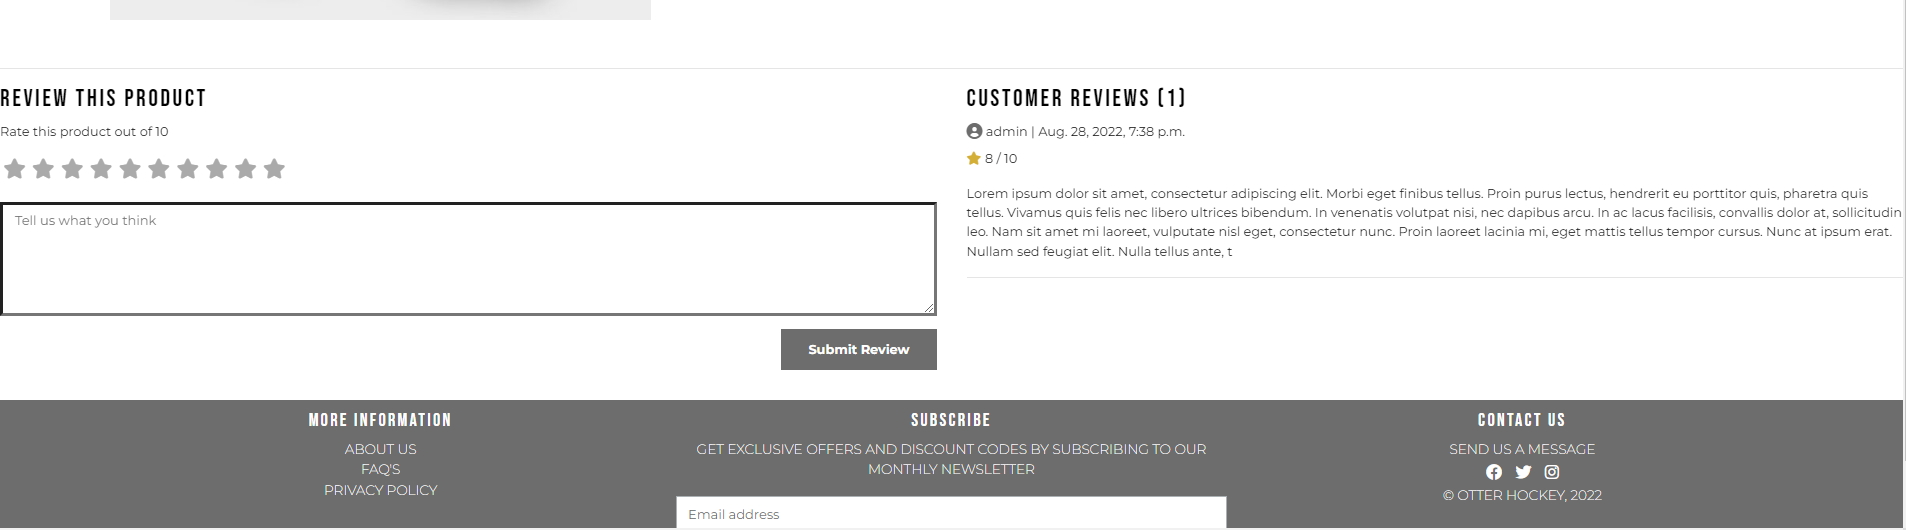 REVIEW THIS PRODUCT
Rate this product out of 10
Tell us what you think
Submit Review
CUSTOMER REVIEWS (1)
admin | Aug. 28, 2022, 7:38 p.m.
8 / 10
Lorem ipsum dolor sit amet, consectetur adipiscing elit. Morbi eget finibus tellus. Proin purus lectus, hendrerit eu porttitor quis, pharetra quis
tellus. Vivamus quis felis nec libero ultrices bibendum. In venenatis volutpat nisi, nec dapibus arcu. In ac lacus facilisis, convallis dolor at, sollicitudin
leo. Nam sit amet mi laoreet, vulputate nisl eget, consectetur nunc. Proin laoreet lacinia mi, eget mattis tellus tempor cursus. Nunc at ipsum erat.
Nullam sed feugiat elit. Nulla tellus ante, t
MORE INFORMATION
ABOUT US
FAQ'S
PRIVACY POLICY
SUBSCRIBE
GET EXCLUSIVE OFFERS AND DISCOUNT CODES BY SUBSCRIBING TO OUR
MONTHLY NEWSLETTER
Email address
CONTACT US
SEND US A MESSAGE
© OTTER HOCKEY, 2022